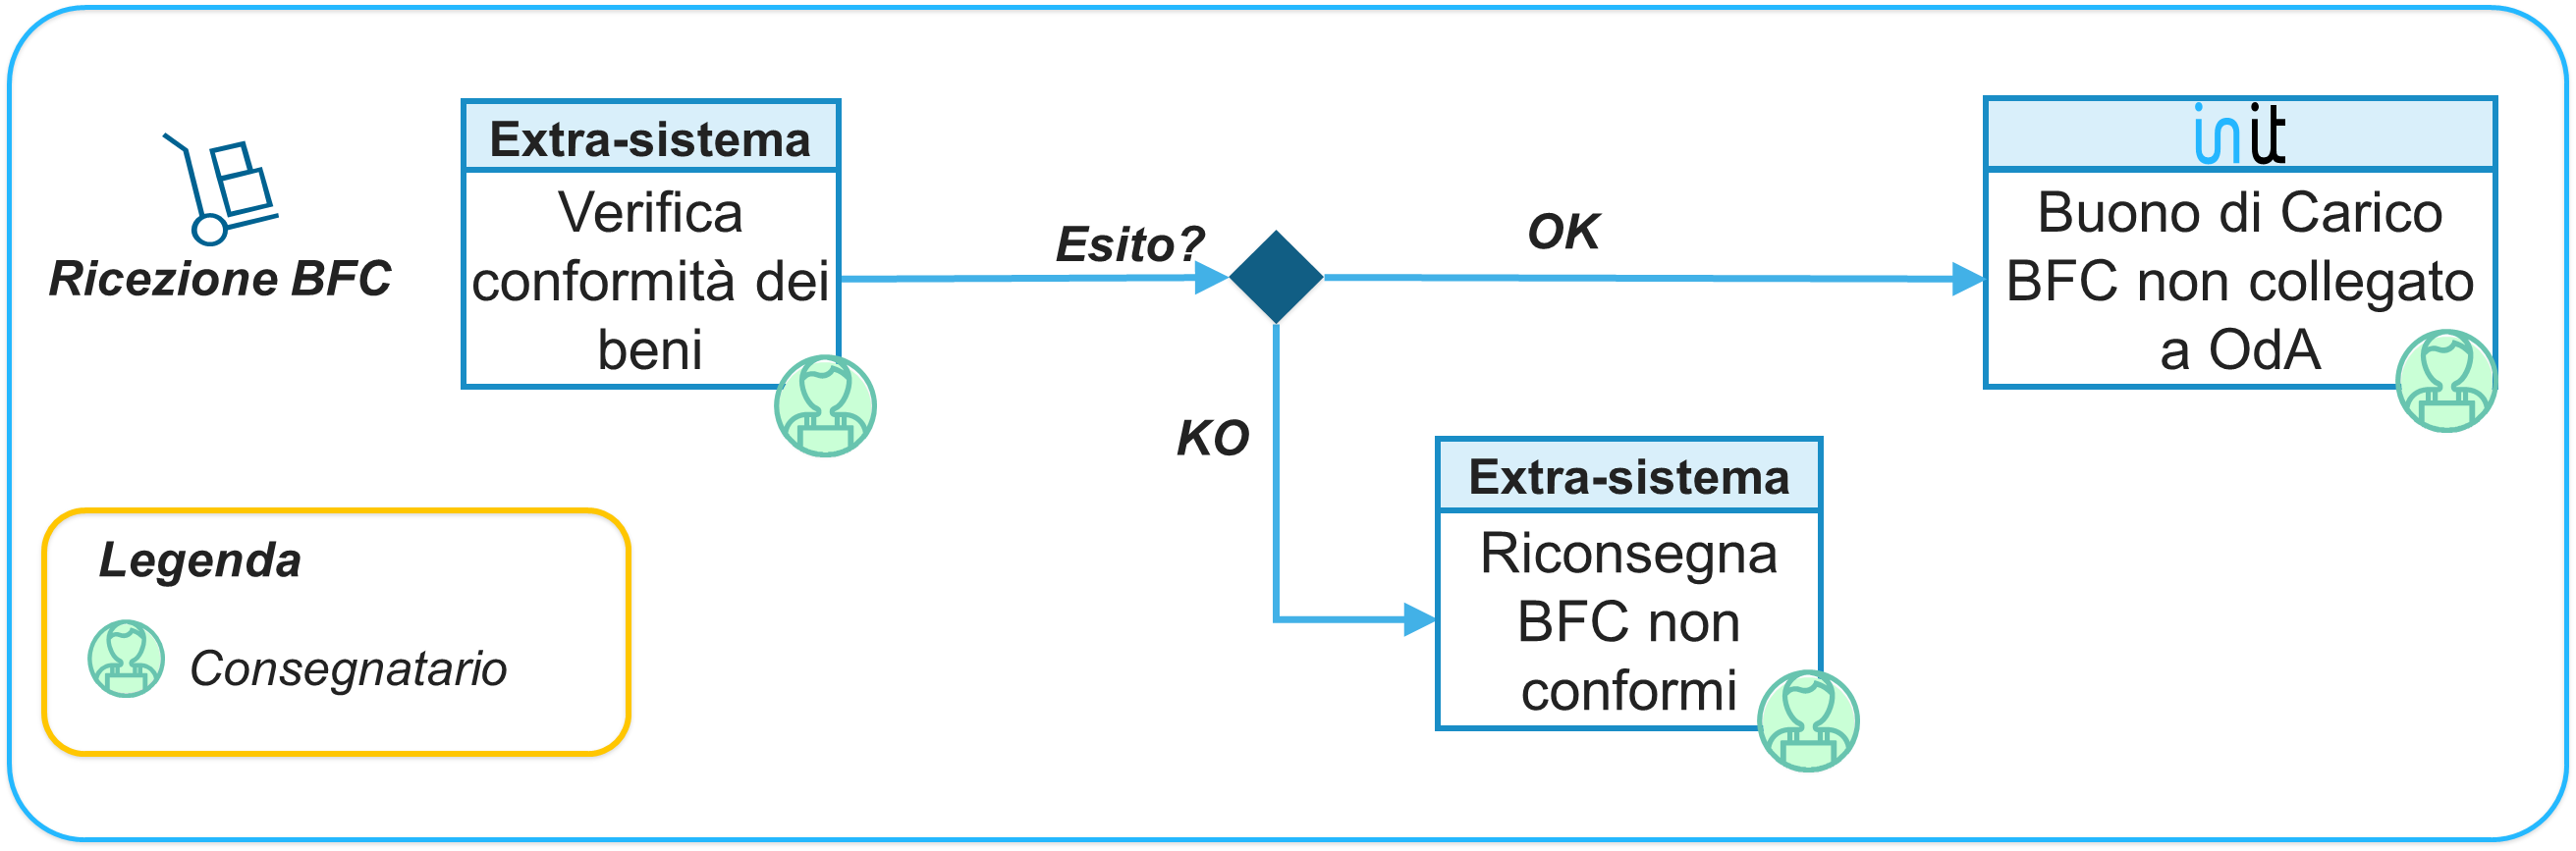 Ricezione BFC
Extra-sistema
Verifica
conformità dei
beni
Esito?
OK
KO
init
Buono di Carico
BFC non collegato
a OdA
Extra-sistema
Riconsegna
BFC non
conformi
Legenda
Consegnatario